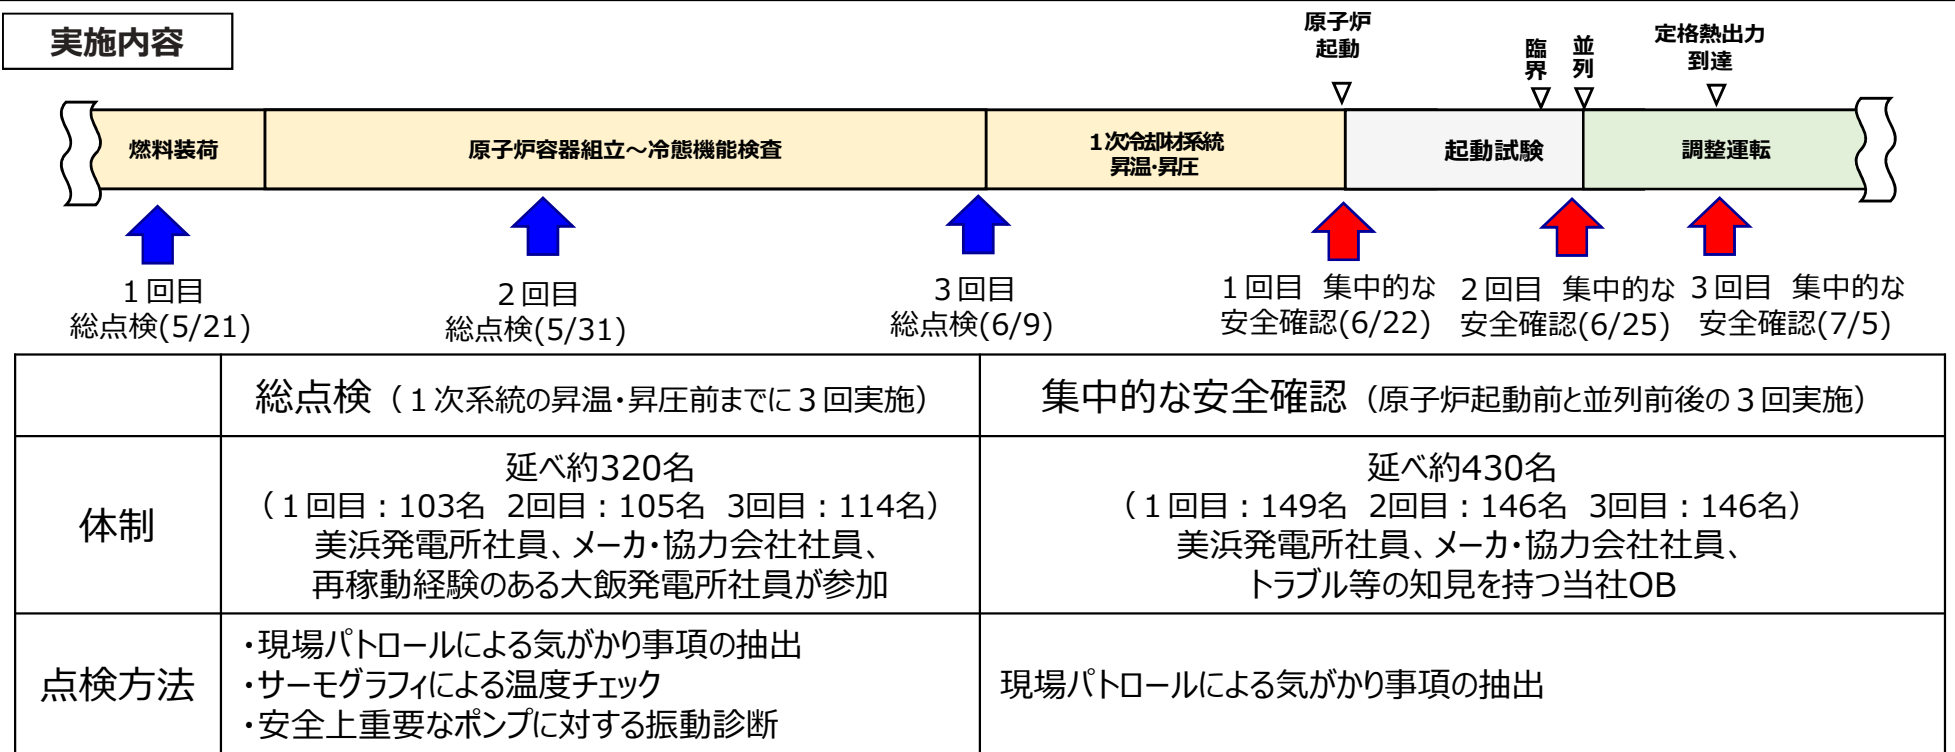 実施内容
原子炉
起動
臨界
並列
定格熱出力
到達
燃料装荷
原子炉容器組立～冷態機能検査
１次冷却材系統
昇温・昇圧
起動試験
調整運転
１回目
総点検(5/21)
２回目
総点検(5/31)
３回目
総点検(6/9)
１回目　集中的な
安全確認(6/22)
２回目　集中的な
安全確認(6/25)
３回目　集中的な
安全確認(7/5)
総点検（１次系統の昇温・昇圧前までに３回実施）
集中的な安全確認（原子炉起動前と並列前後の３回実施）
体制
延べ約320名
（１回目：103名　2回目：105名　3回目：114名）
美浜発電所社員、メーカ・協力会社社員、
再稼動経験のある大飯発電所社員が参加
延べ約430名
（１回目：149名　2回目：146名　3回目：146名）
美浜発電所社員、メーカ・協力会社社員、
トラブル等の知見を持つ当社OB
点検方法
・現場パトロールによる気がかり事項の抽出
・サーモグラフィによる温度チェック
・安全上重要なポンプに対する振動診断
現場パトロールによる気がかり事項の抽出